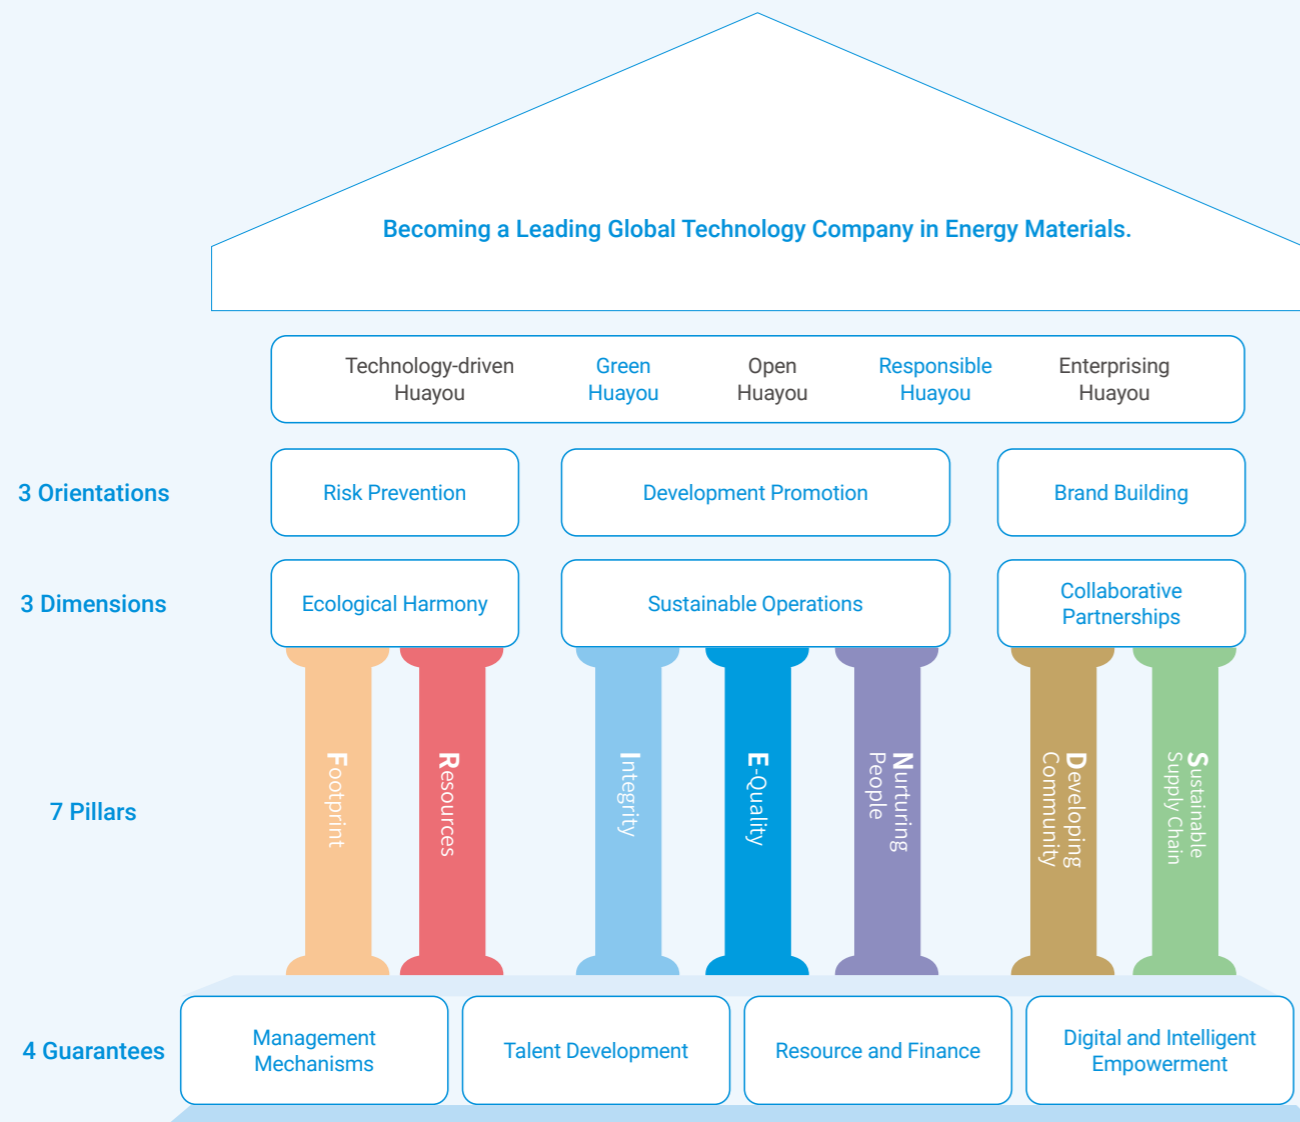 Becoming a Leading Global Technology Company in Energy Materials.
Technology-driven
Huayou
Green
Huayou
Open
Huayou
Responsible
Huayou
Enterprising
Huayou
3 Orientations
Risk Prevention
Development Promotion
Brand Building
3 Dimensions
Ecological Harmony
Sustainable Operations
Collaborative
Partnerships
7 Pillars
Footprint
Resources
Integrity
E-Quality
Nurturing
People
Developing
Community
Sustainable
Supply Chain
4 Guarantees
Management
Mechanisms
Talent Development
Resource and Finance
Digital and Intelligent
Empowerment